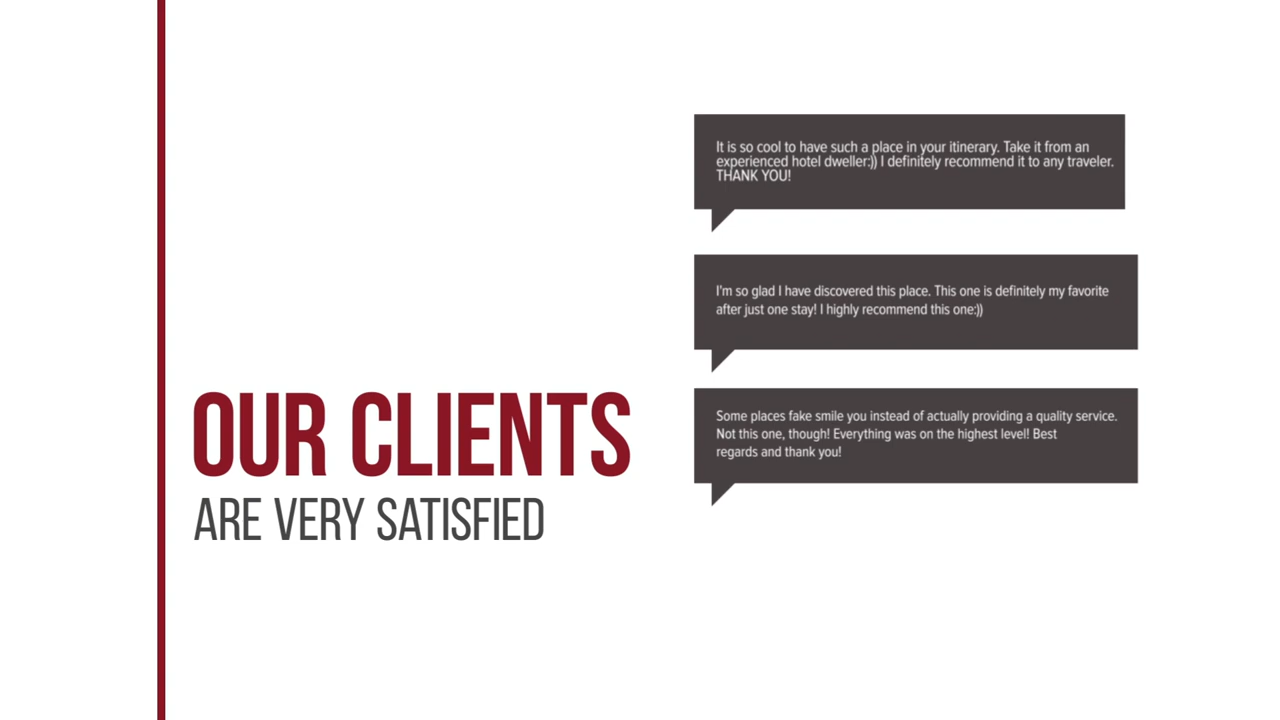 OUR CLIENTS
ARE VERY SATISFIED
It is so cool to have such a place in your itinerary. Take it from an
experienced hotel dweller:)) I definitely recommend it to any traveler.
THANK YOU!
I'm so glad I have discovered this place. This one is definitely my favorite
after just one stay! I highly recommend this one:))
Some places fake smile you instead of actually providing a quality service.
Not this one, though! Everything was on the highest level! Best
regards and thank you!